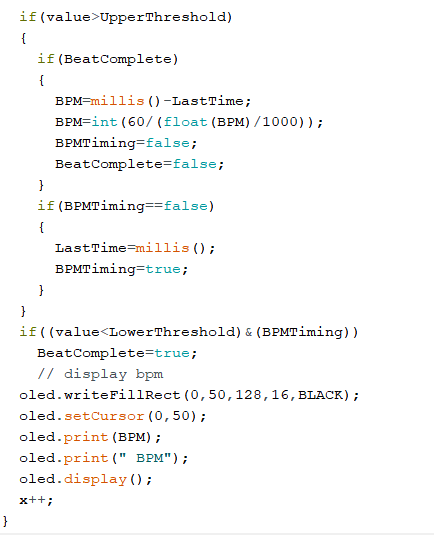 if(value>UpperThreshold)
{
if(BeatComplete)
{
BPM=millis()-LastTime;
BPM=int(60/(float(BPM)/1000));
BPMTiming=false;
BeatComplete=false;
}
if(BPMTiming==false)
{
LastTime=millis();
BPMTiming=true;
}
}
if((value<LowerThreshold)&(BPMTiming))
BeatComplete=true;
// display bpm
oled.writeFillRect(0,50,128,16,BLACK);
oled.setCursor(0,50);
oled.print(BPM);
oled.print(" BPM");
oled.display();
x++;
}